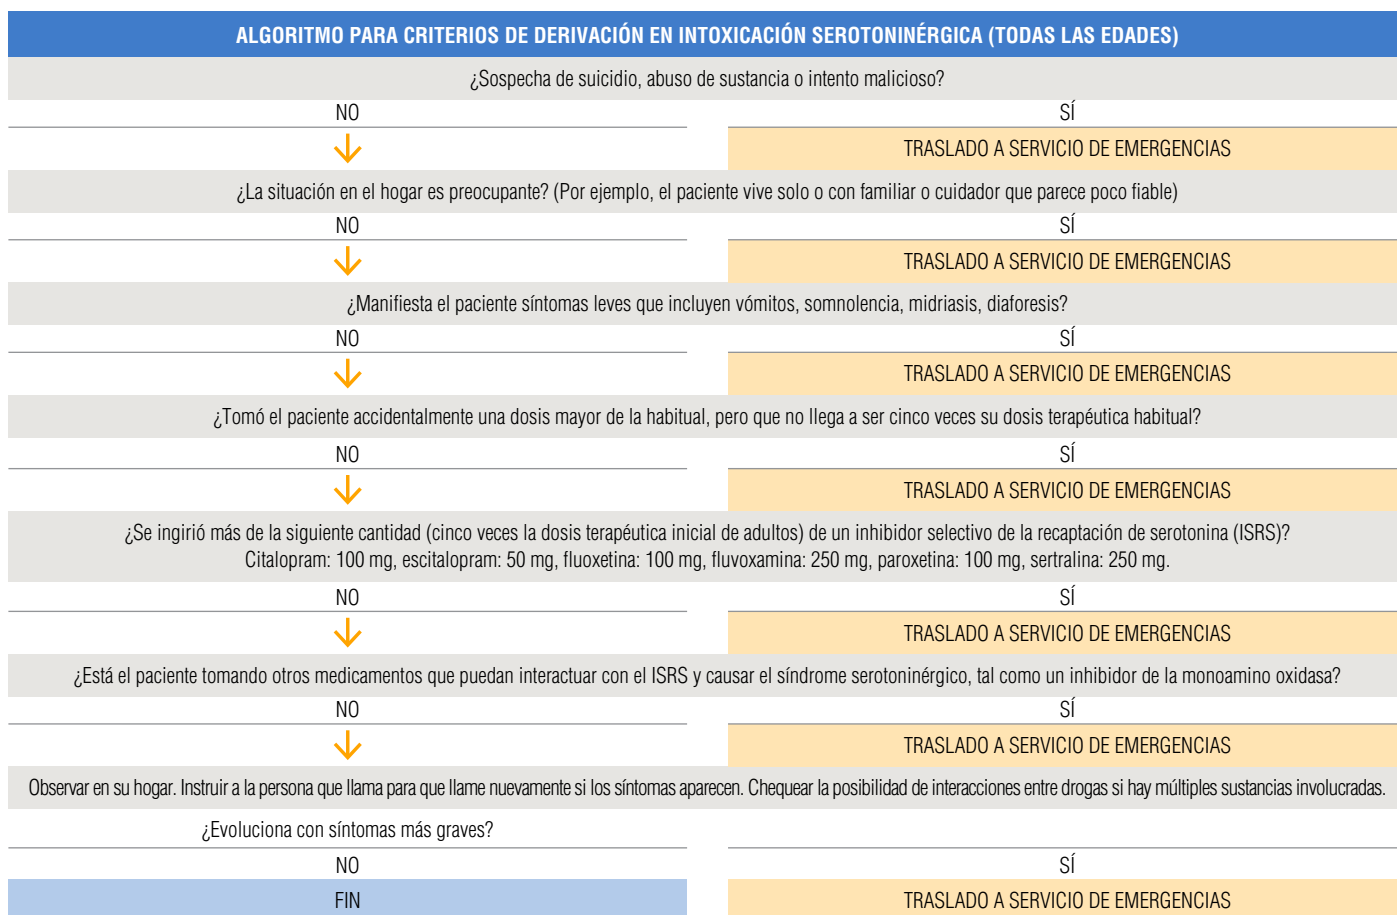 ALGORITMO PARA CRITERIOS DE DERIVACIÓN EN INTOXICACIÓN SEROTONINÉRGICA (TODAS LAS EDADES)
¿Sospecha de suicidio, abuso de sustancia o intento malicioso?
NO SÍ
TRASLADO A SERVICIO DE EMERGENCIAS
¿La situación en el hogar es preocupante? (Por ejemplo, el paciente vive solo o con familiar o cuidador que parece poco fiable)
NO SÍ
TRASLADO A SERVICIO DE EMERGENCIAS
¿Manifiesta el paciente síntomas leves que incluyen vómitos, somnolencia, midriasis, diaforesis?
NO SÍ
TRASLADO A SERVICIO DE EMERGENCIAS
¿Tomó el paciente accidentalmente una dosis mayor de la habitual, pero que no llega a ser cinco veces su dosis terapéutica habitual?
NO SÍ
TRASLADO A SERVICIO DE EMERGENCIAS
¿Se ingirió más de la siguiente cantidad (cinco veces la dosis terapéutica inicial de adultos) de un inhibidor selectivo de la recaptación de serotonina (ISRS)?
Citalopram: 100 mg, escitalopram: 50 mg, fluoxetina: 100 mg, fluvoxamina: 250 mg, paroxetina: 100 mg, sertralina: 250 mg.
NO SÍ
TRASLADO A SERVICIO DE EMERGENCIAS
¿Está el paciente tomando otros medicamentos que puedan interactuar con el ISRS y causar el síndrome serotoninérgico, tal como un inhibidor de la monoamino oxidasa?
NO SÍ
TRASLADO A SERVICIO DE EMERGENCIAS
Observar en su hogar. Instruir a la persona que llama para que llame nuevamente si los síntomas aparecen. Chequear la posibilidad de interacciones entre drogas si hay múltiples sustancias involucradas.
¿Evoluciona con síntomas más graves?
NO SÍ
FIN TRASLADO A SERVICIO DE EMERGENCIAS